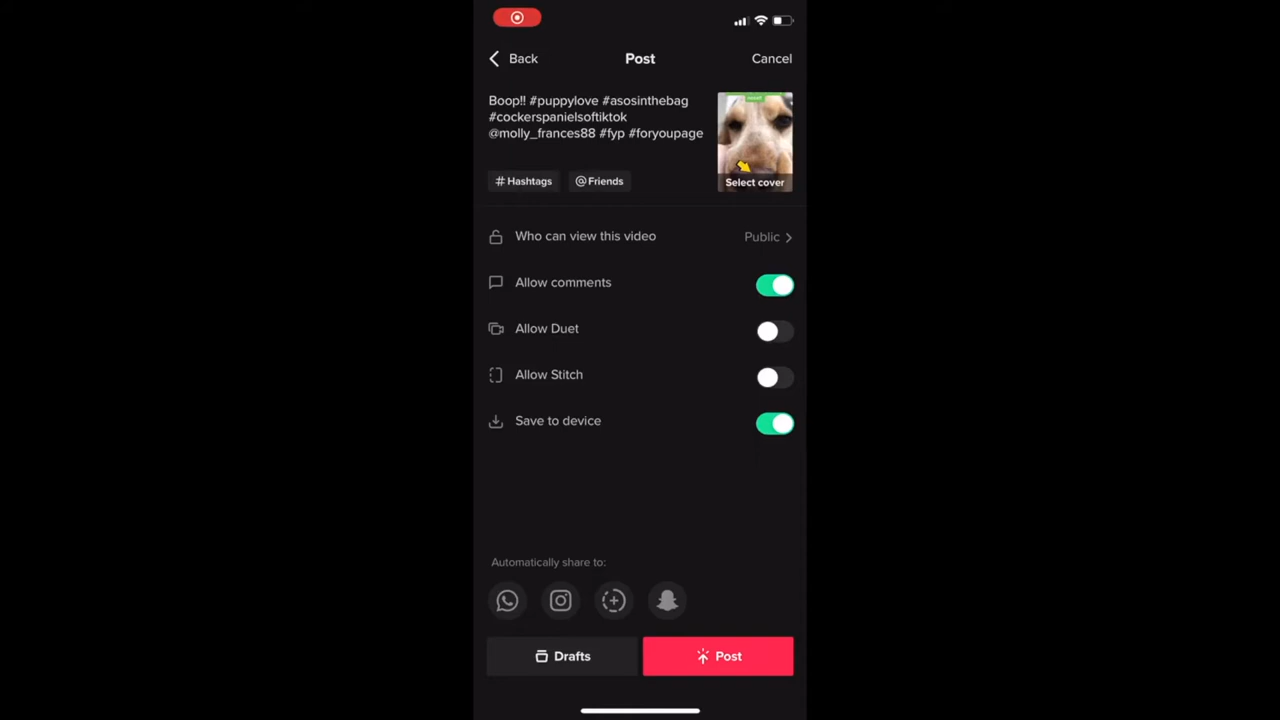 Back
Post
Cancel
Boop!! #puppylove #asosinthebag
#cockerspanielsoftiktok
@molly_frances88 #fyp #foryoupage
Select cover
# Hashtags
@ Friends
Who can view this video
Public
Allow comments
Allow Duet
Allow Stitch
Save to device
Automatically share to:
Drafts
Post